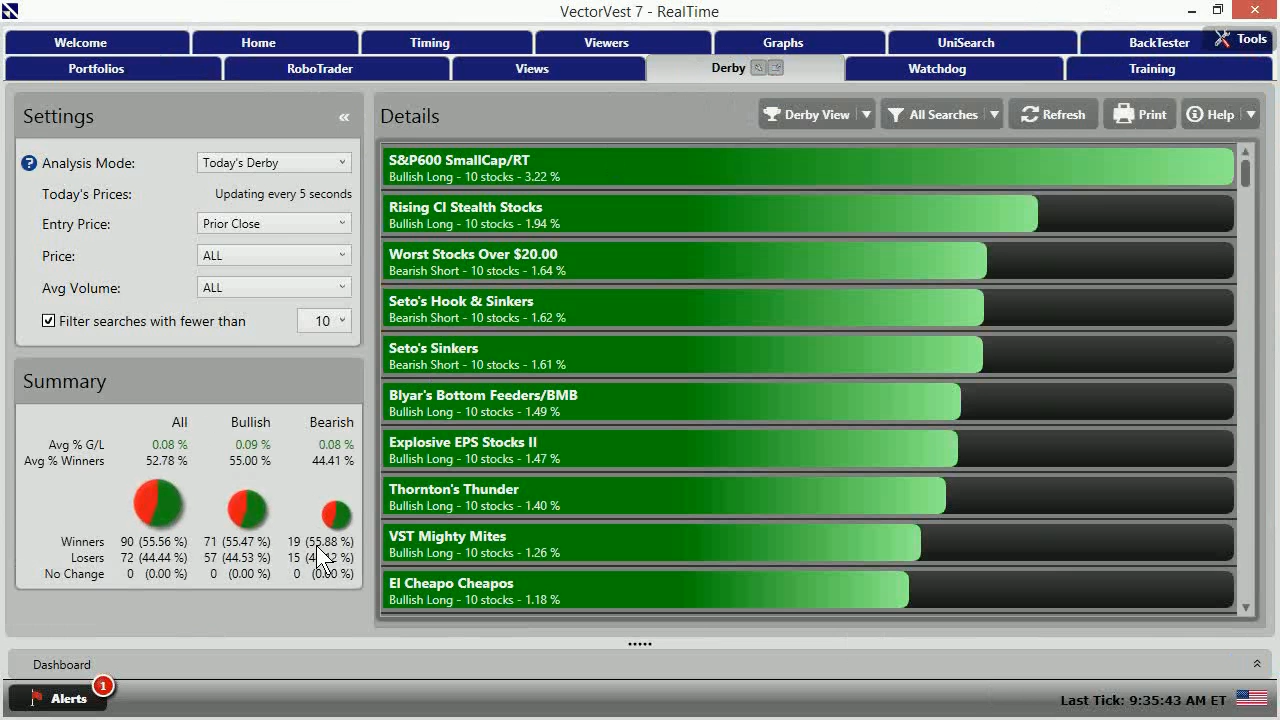 VectorVest 7 - RealTime
Welcome Home Timing Viewers Graphs UniSearch BackTester Tools
Portfolios RoboTrader Views Derby Watchdog Training
Settings «
? Analysis Mode: Today's Derby
Today's Prices: Updating every 5 seconds
Entry Price: Prior Close
Price: ALL
Avg Volume: ALL
Filter searches with fewer than 10
Summary
All Bullish Bearish
Avg % G/L 0.08 % 0.09 % 0.08 %
Avg % Winners 52.78 % 55.00 % 44.41 %
Winners 90 (55.56 %) 71 (55.47 %) 19 (55.88 %)
Losers 72 (44.44 %) 57 (44.53 %) 15
No Change 0 (0.00 %) 0 (0.00 %) 0 (0.00 %)
Details Derby View All Searches Refresh Print Help
S&P600 SmallCap/RT
Bullish Long - 10 stocks - 3.22 %
Rising CI Stealth Stocks
Bullish Long - 10 stocks - 1.94 %
Worst Stocks Over $20.00
Bearish Short - 10 stocks - 1.64 %
Seto's Hook & Sinkers
Bearish Short - 10 stocks - 1.62 %
Seto's Sinkers
Bearish Short - 10 stocks - 1.61 %
Blyar's Bottom Feeders/BMB
Bullish Long - 10 stocks - 1.49 %
Explosive EPS Stocks II
Bullish Long - 10 stocks - 1.47 %
Thornton's Thunder
Bullish Long - 10 stocks - 1.40 %
VST Mighty Mites
Bullish Long - 10 stocks - 1.26 %
El Cheapo Cheapos
Bullish Long - 10 stocks - 1.18 %
Dashboard
Alerts 1
Last Tick: 9:35:43 AM ET